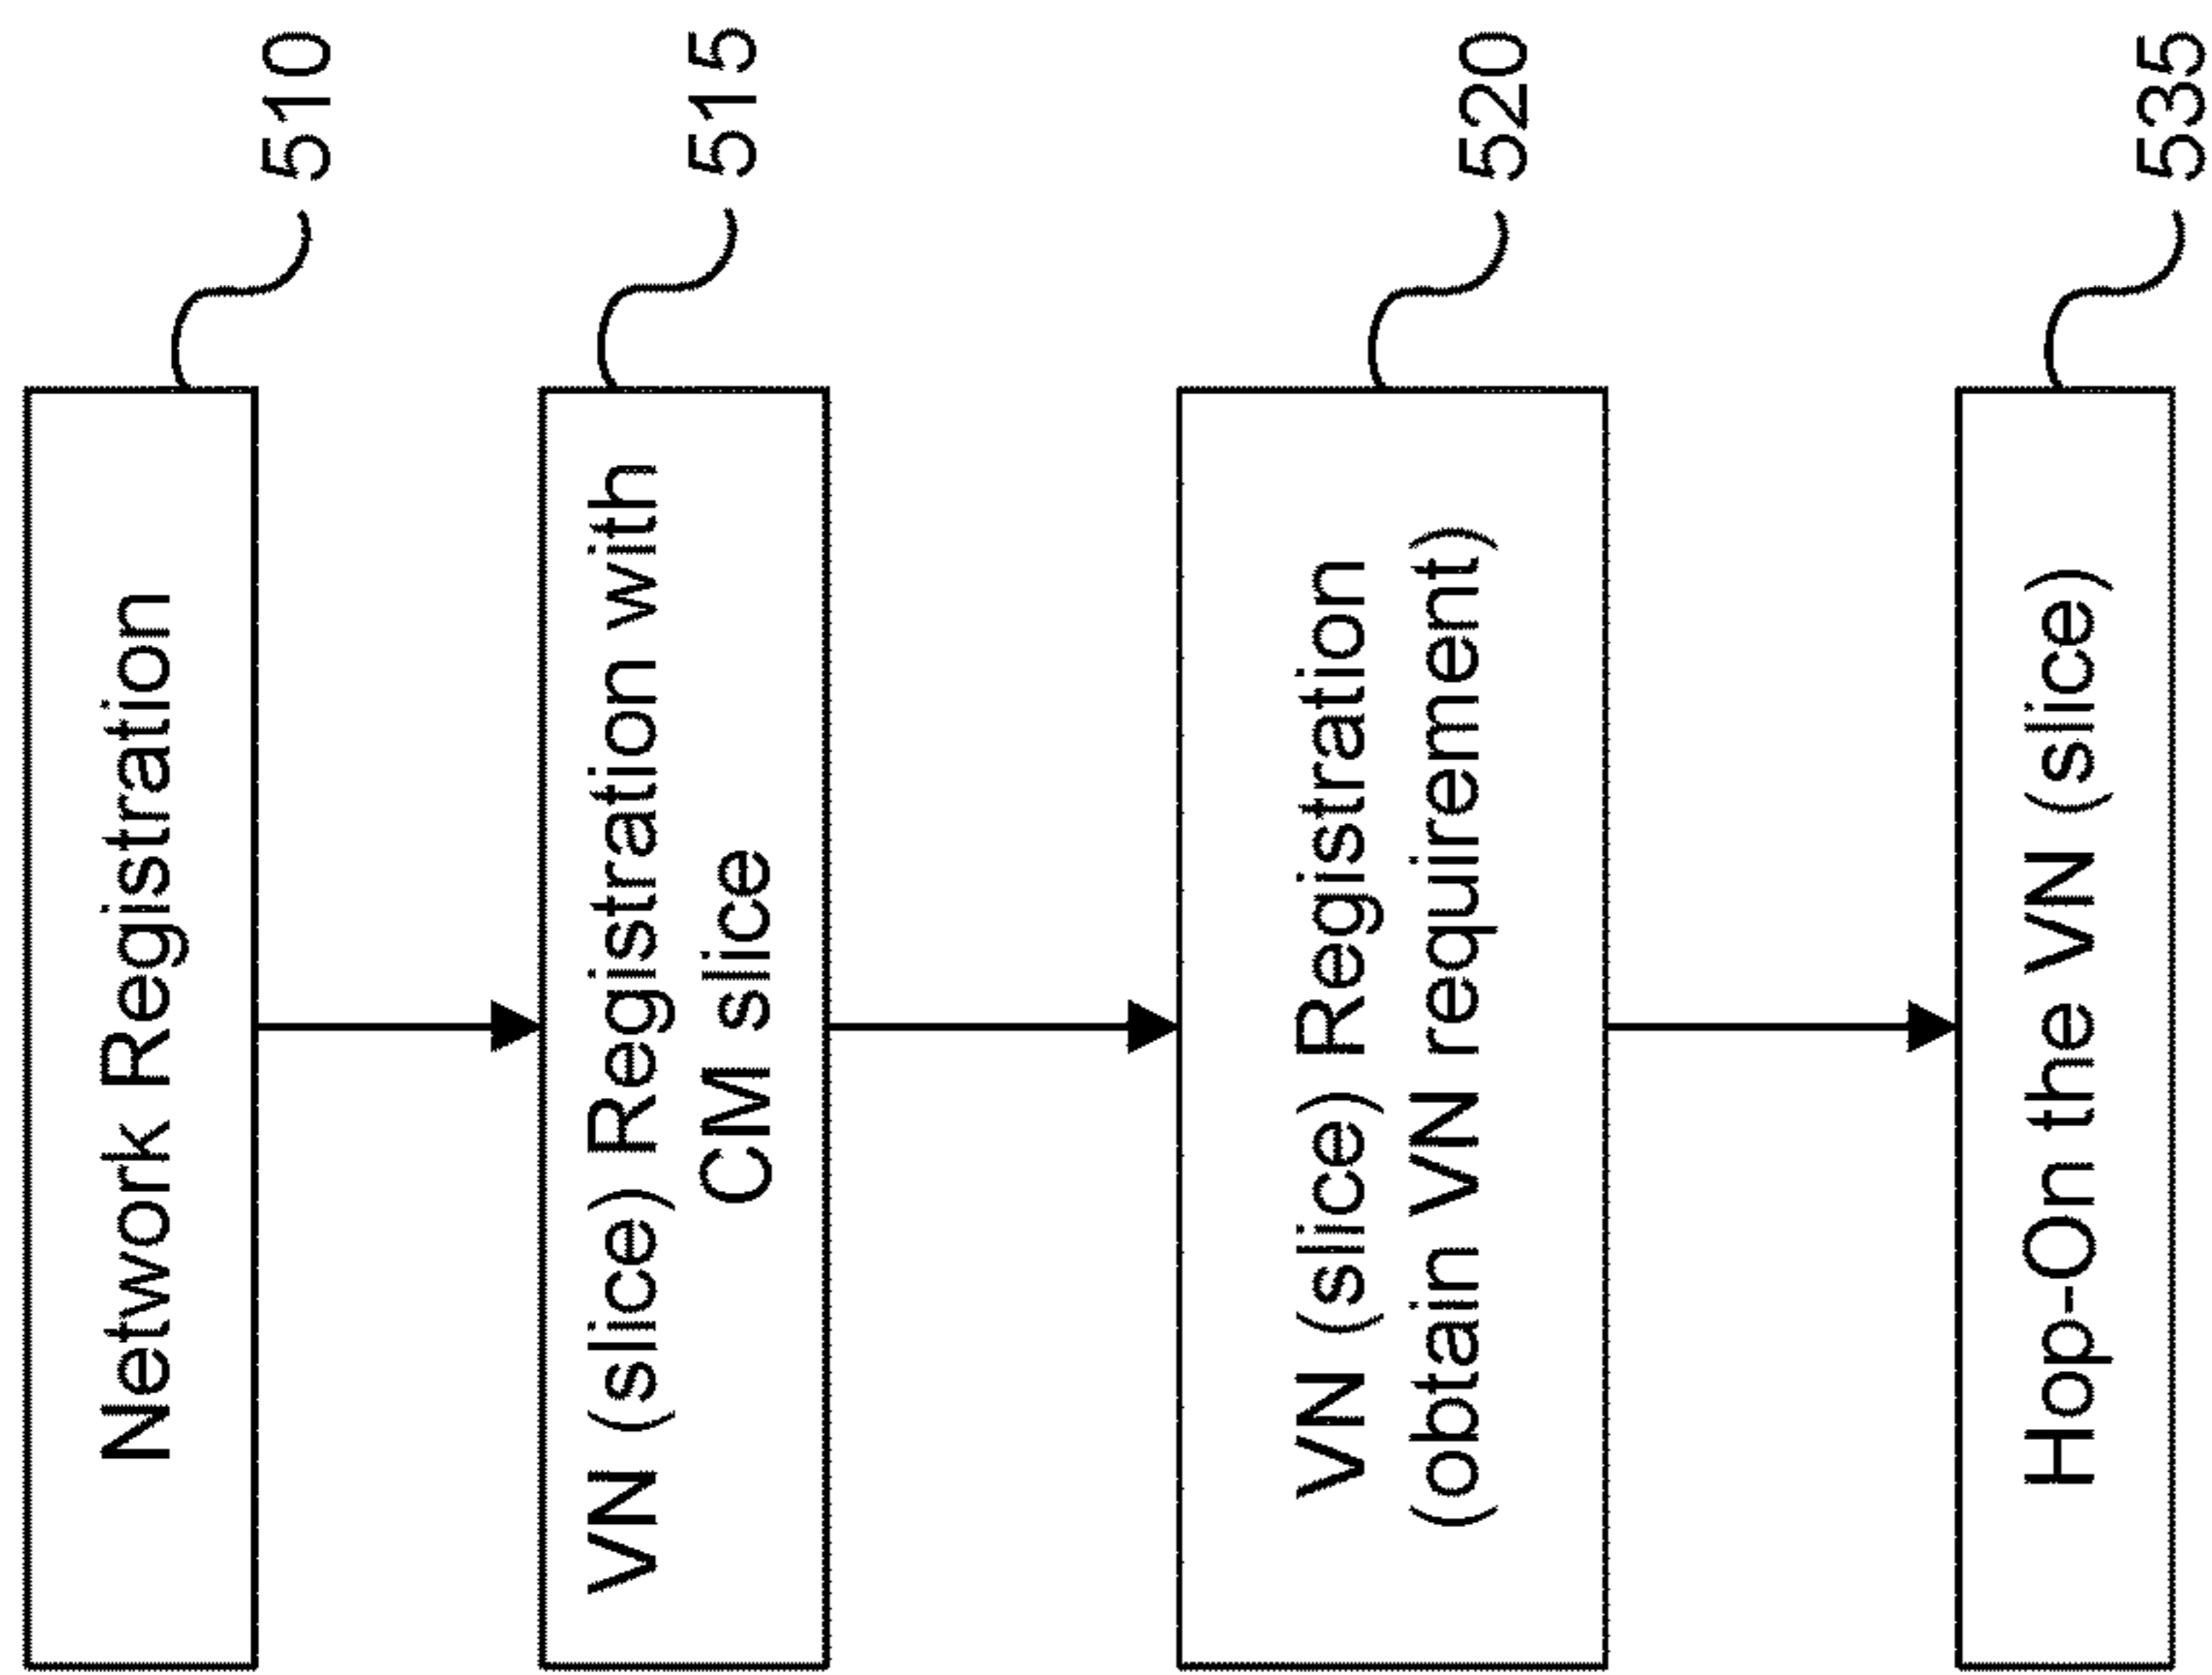 Network Registration
510
VN (slice) Registration with
CM slice
515
VN (slice) Registration
(obtain VN requirement)
520
Hop-On the VN (slice)
535